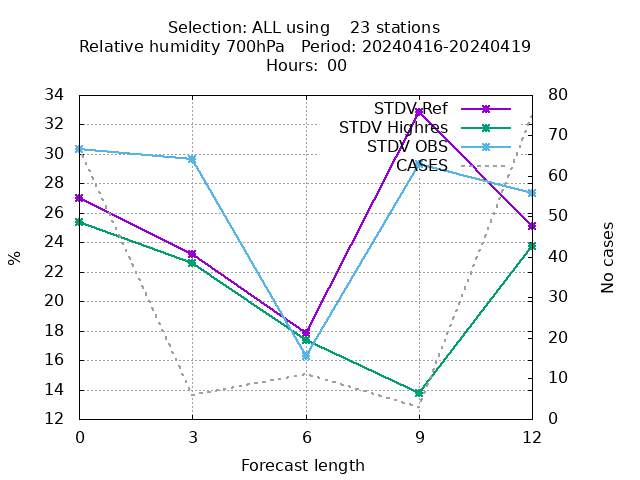 Selection: ALL using    23 stations
Relative humidity 700hPa   Period: 20240416-20240419
Hours: 00
34
32
30
28
26
24
22
20
18
16
14
12
%
STDV Ref
STDV Highres
STDV OBS
CASES
80
70
60
50
40
30
20
10
0
No cases
0 3 6 9 12
Forecast length